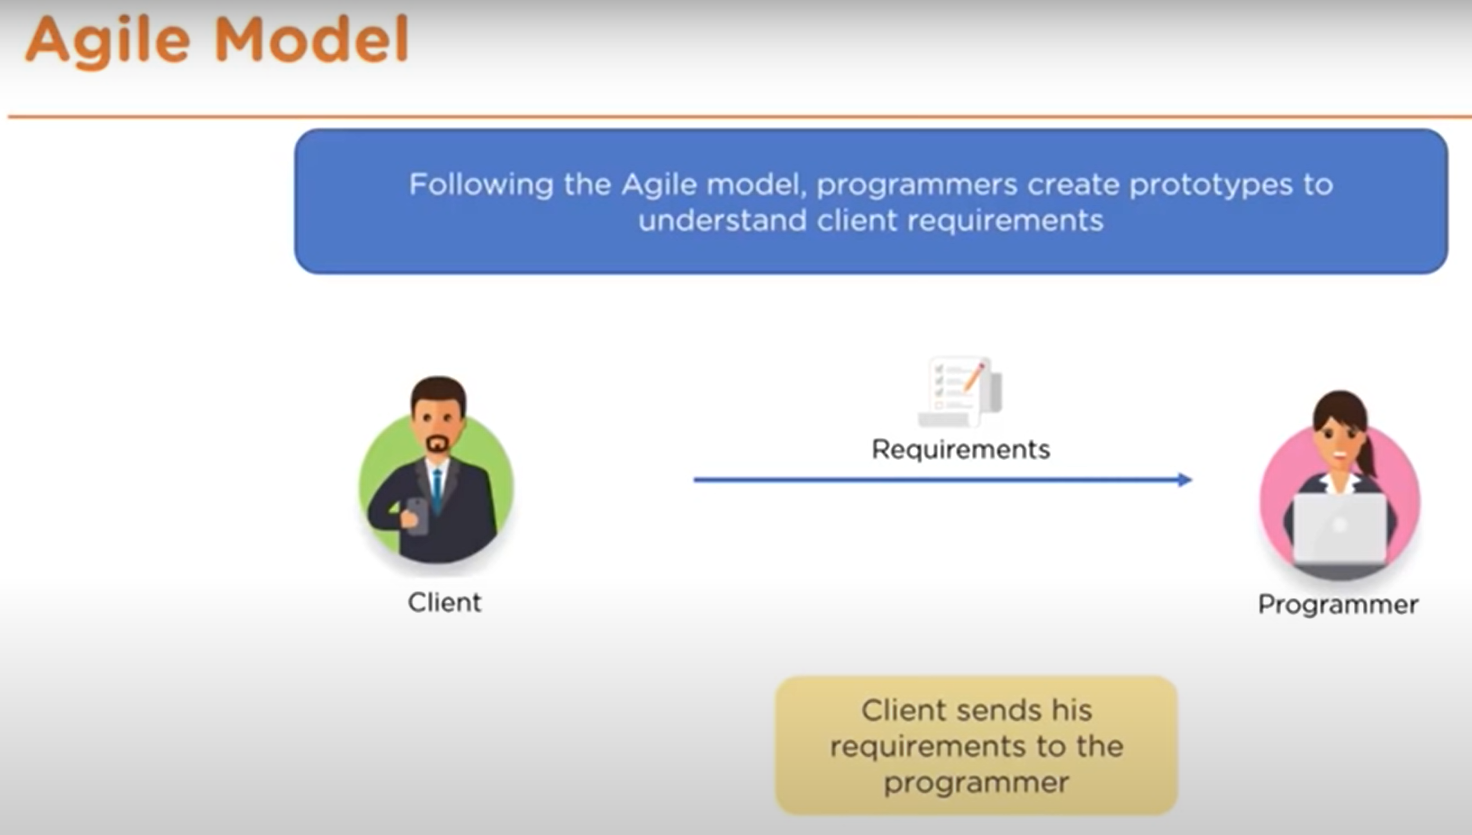 Agile Model
Following the Agile model, programmers create prototypes to
understand client requirements
Requirements
Client
Programmer
Client sends his
requirements to the
programmer